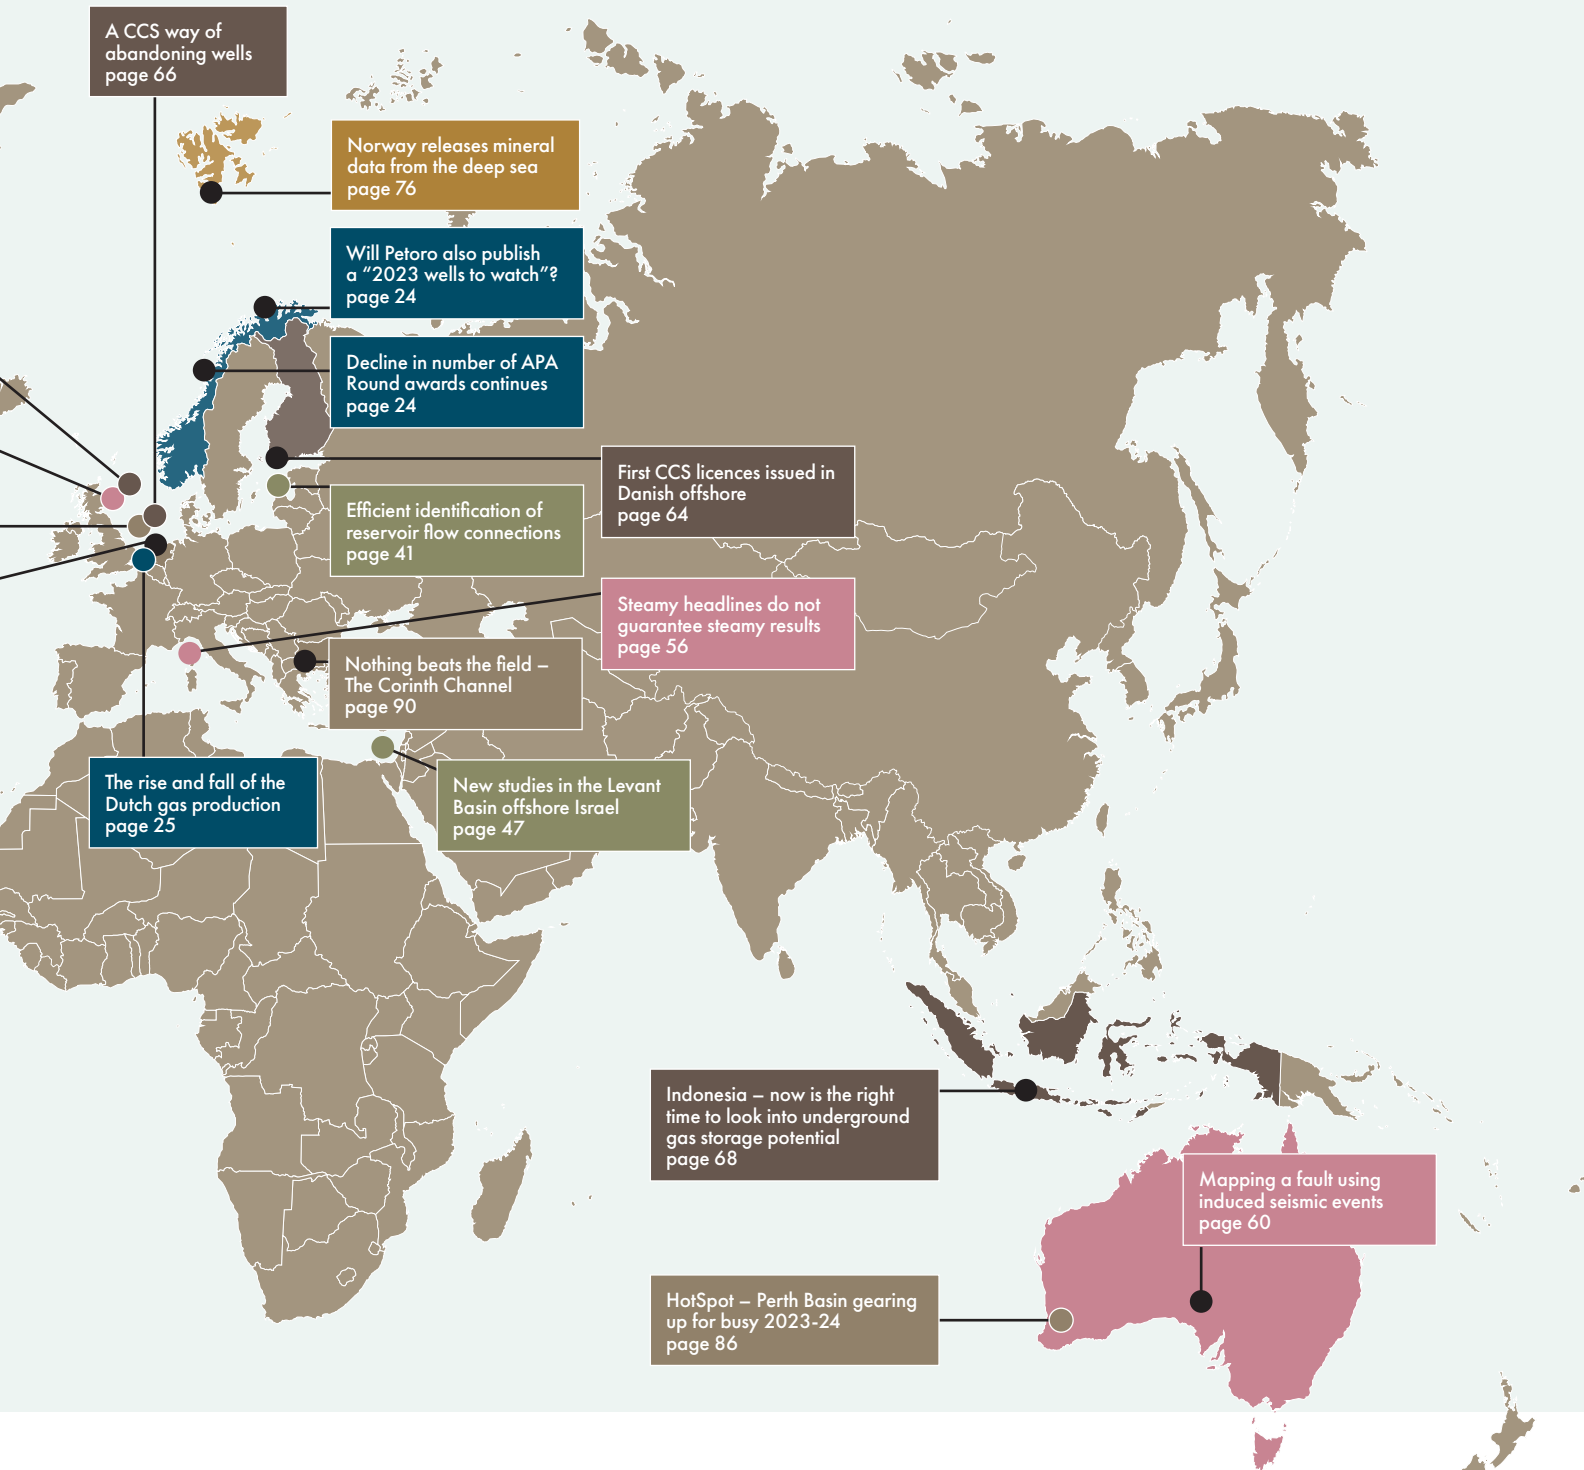 A CCS way of
abandoning wells
page 66
Norway releases mineral
data from the deep sea
page 76
Will Petoro also publish
a “2023 wells to watch”?
page 24
Decline in number of APA
Round awards continues
page 24
First CCS licences issued in
Danish offshore
page 64
Efficient identification of
reservoir flow connections
page 41
Steamy headlines do not
guarantee steamy results
page 56
Nothing beats the field –
The Corinth Channel
page 90
The rise and fall of the
Dutch gas production
page 25
New studies in the Levant
Basin offshore Israel
page 47
Indonesia – now is the right
time to look into underground
gas storage potential
page 68
Mapping a fault using
induced seismic events
page 60
HotSpot – Perth Basin gearing
up for busy 2023-24
page 86